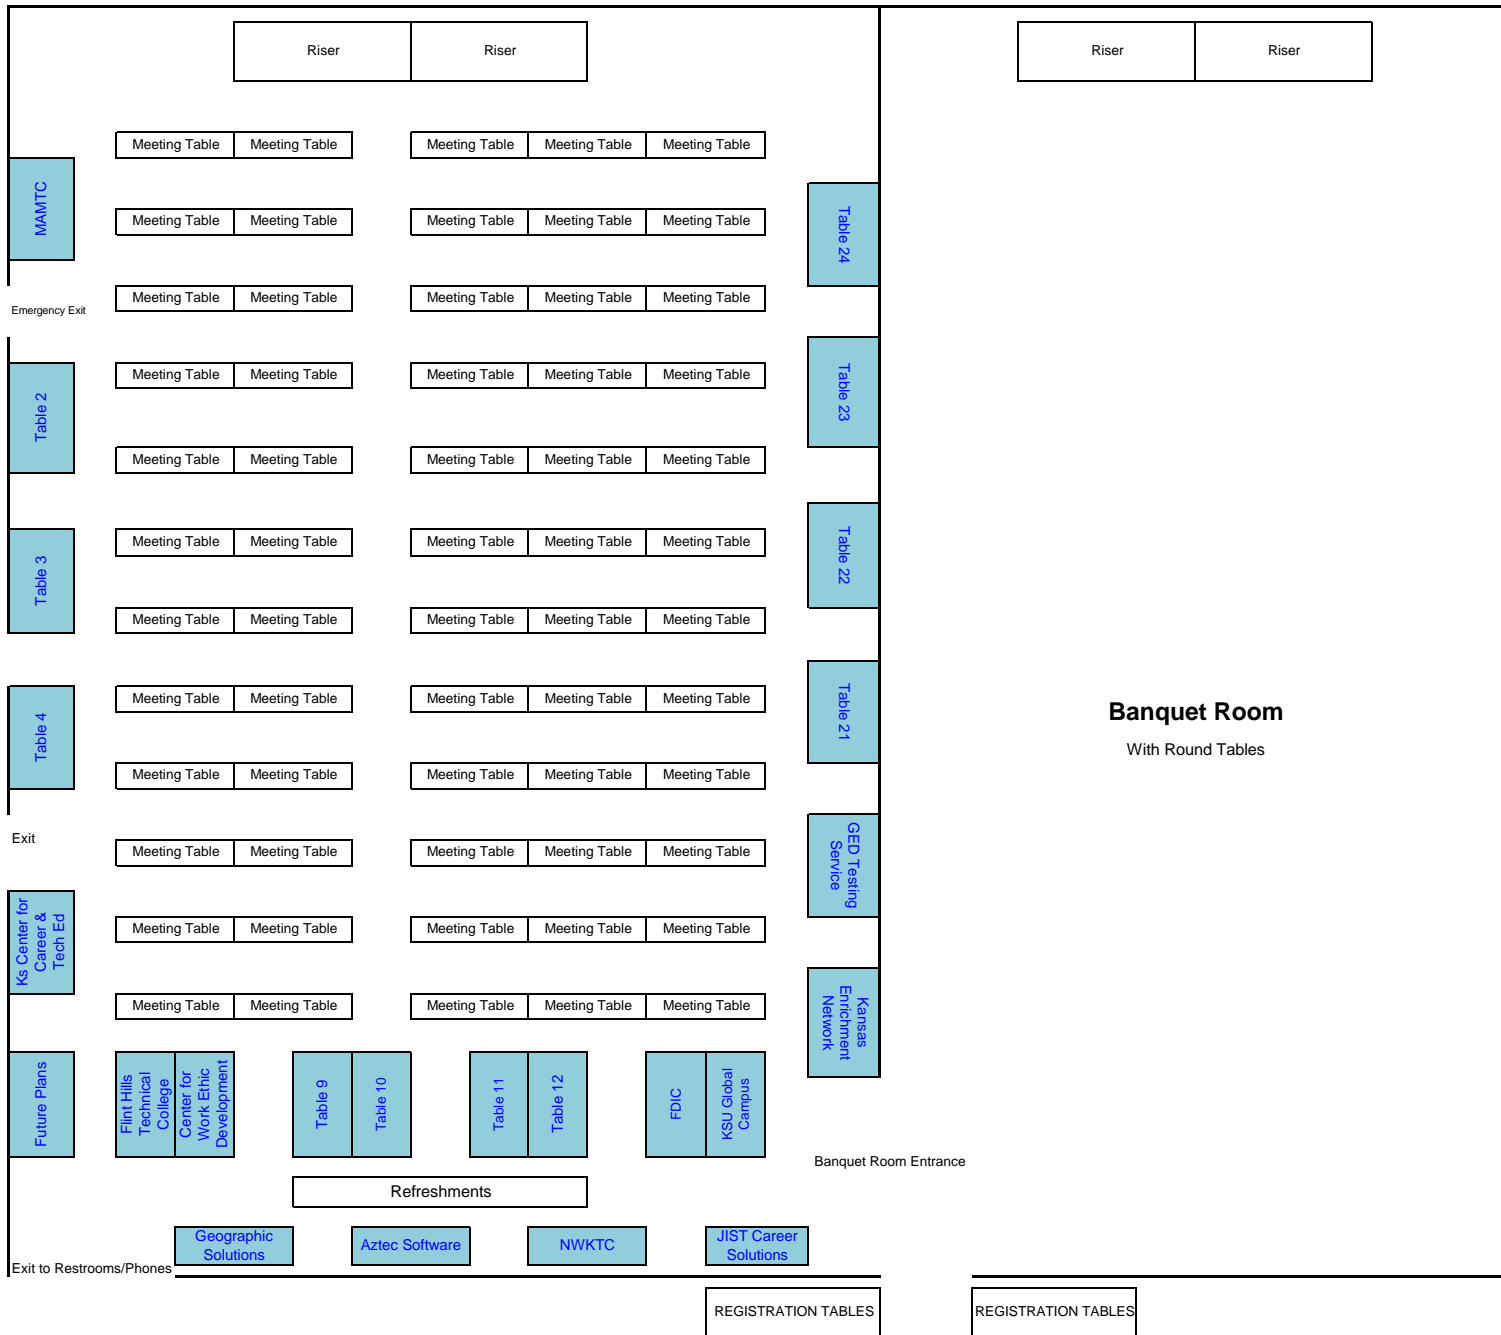 Riser
Riser
Riser
Riser
Meeting Table
Meeting Table
Meeting Table
Meeting Table
Meeting Table
MAMTC
Table 24
Meeting Table
Meeting Table
Meeting Table
Meeting Table
Meeting Table
Meeting Table
Meeting Table
Meeting Table
Meeting Table
Meeting Table
Emergency Exit
Table 2
Table 23
Meeting Table
Meeting Table
Meeting Table
Meeting Table
Meeting Table
Meeting Table
Meeting Table
Meeting Table
Meeting Table
Meeting Table
Table 3
Table 22
Meeting Table
Meeting Table
Meeting Table
Meeting Table
Meeting Table
Meeting Table
Meeting Table
Meeting Table
Meeting Table
Meeting Table
Table 4
Table 21
Meeting Table
Meeting Table
Meeting Table
Meeting Table
Meeting Table
Banquet Room
With Round Tables
Meeting Table
Meeting Table
Meeting Table
Meeting Table
Meeting Table
Exit
GED Testing
Service
Meeting Table
Meeting Table
Meeting Table
Meeting Table
Meeting Table
Ks Center for
Career &
Tech Ed
Meeting Table
Meeting Table
Meeting Table
Meeting Table
Meeting Table
Kansas
Enrichment
Network
Meeting Table
Meeting Table
Meeting Table
Meeting Table
Meeting Table
Future Plans
Flint Hills
Technical
College
Center for
Work Ethic
Development
Table 9
Table 10
Table 11
Table 12
FDIC
KSU Global
Campus
Banquet Room Entrance
Refreshments
Geographic
Solutions
Aztec Software
NWKTC
JIST Career
Solutions
Exit to Restrooms/Phones
REGISTRATION TABLES
REGISTRATION TABLES